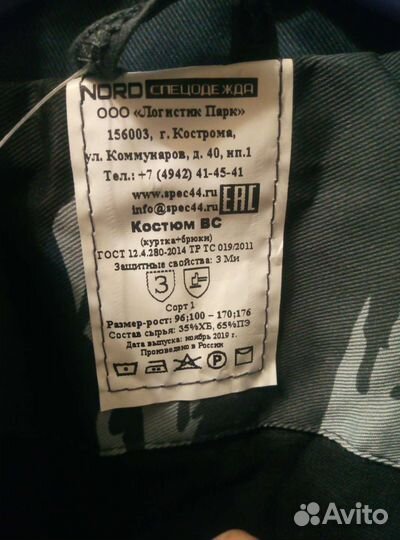 NORD СПЕЦОДЕЖДА
ООО «Логистик Парк»
156003, г. Кострома,
ул. Коммунаров, д. 40, нп.1
Тел.: +7 (4942) 41-45-41
www.spec44.ru
info@spec44.ru EAC
Костюм ВС
(куртка+брюки)
ГОСТ 12.4.280-2014 ТР ТС 019/2011
Защитные свойства: З Ми
З
Сорт 1
Размер-рост: 96;100 – 170;176
Состав сырья: 35%ХБ, 65%ПЭ
Дата выпуска: ноябрь 2019 г.
Произведено в России
Avito